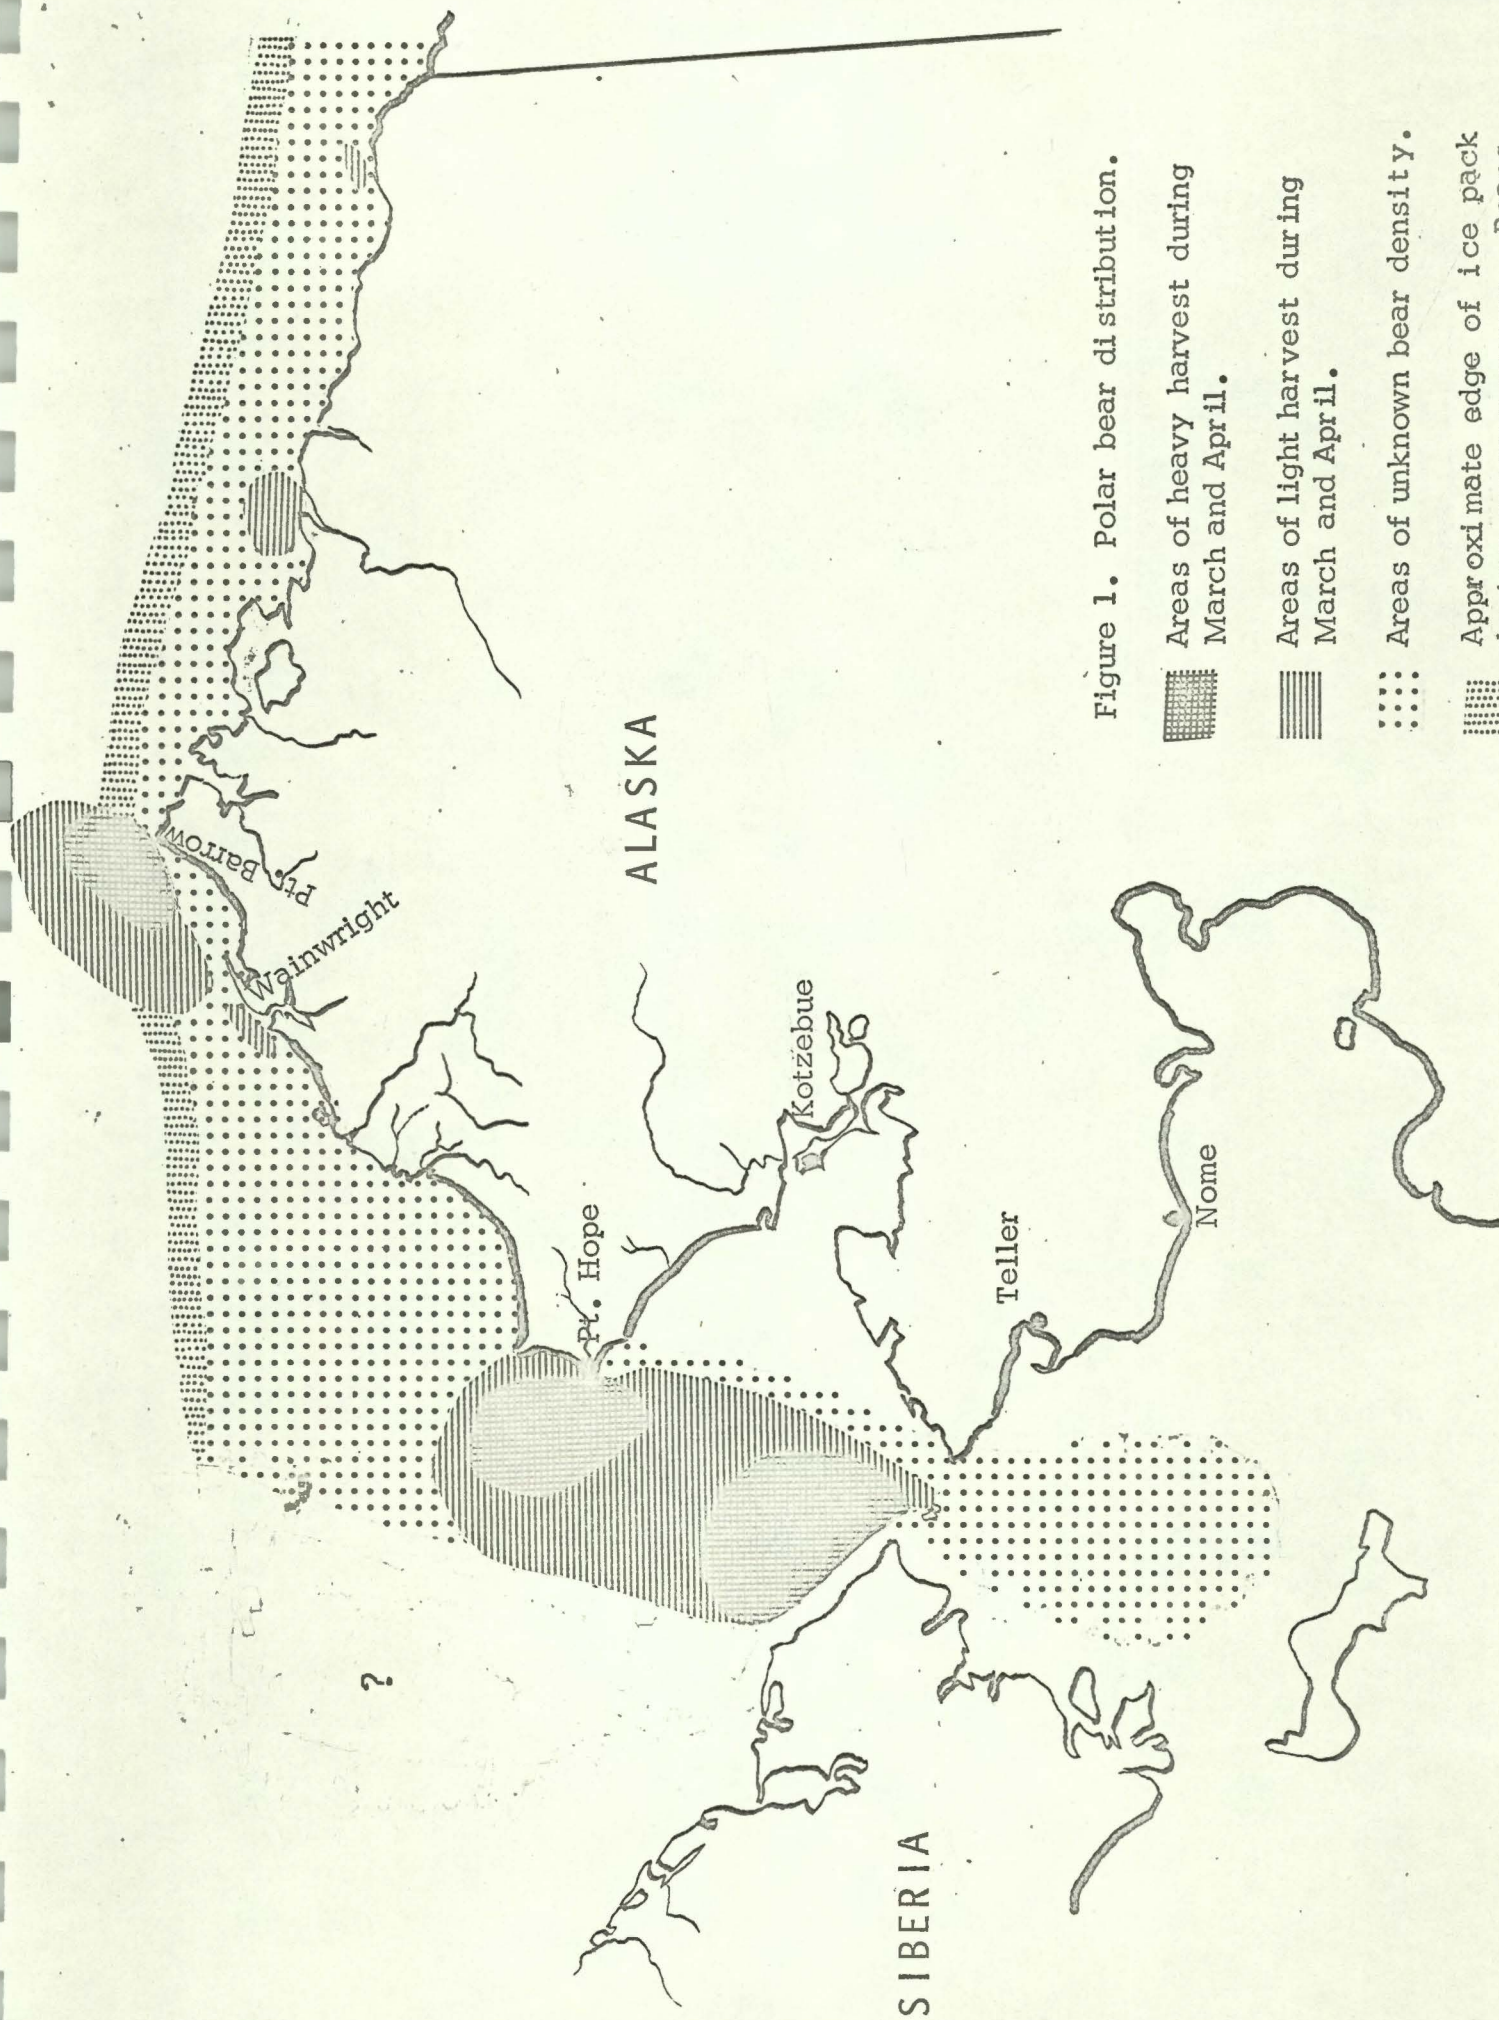 Pt. Barrow
Wainwright
ALASKA
Kotzebue
Pt. Hope
Teller
Nome
SIBERIA
?
Figure 1. Polar bear distribution.
Areas of heavy harvest during
March and April.
Areas of light harvest during
March and April.
Areas of unknown bear density.
Approximate edge of ice pack